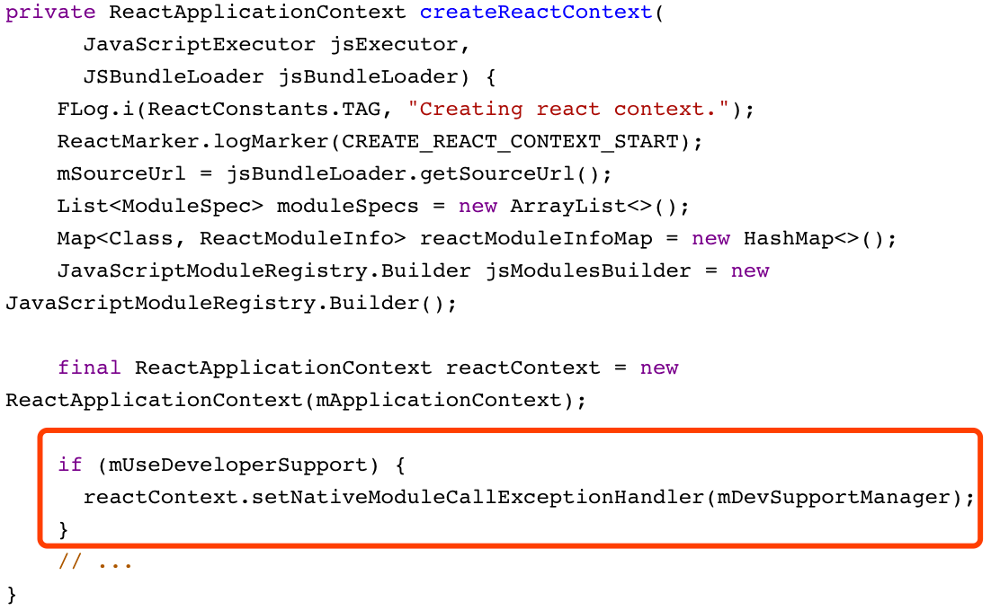 private ReactApplicationContext createReactContext(
JavaScriptExecutor jsExecutor,
JSBundleLoader jsBundleLoader) {
FLog.i(ReactConstants.TAG, "Creating react context.");
ReactMarker.logMarker(CREATE_REACT_CONTEXT_START);
mSourceUrl = jsBundleLoader.getSourceUrl();
List<ModuleSpec> moduleSpecs = new ArrayList<>();
Map<Class, ReactModuleInfo> reactModuleInfoMap = new HashMap<>();
JavaScriptModuleRegistry.Builder jsModulesBuilder = new
JavaScriptModuleRegistry.Builder();
final ReactApplicationContext reactContext = new
ReactApplicationContext(mApplicationContext);
if (mUseDeveloperSupport) {
reactContext.setNativeModuleCallExceptionHandler(mDevSupportManager);
}
// ...
}